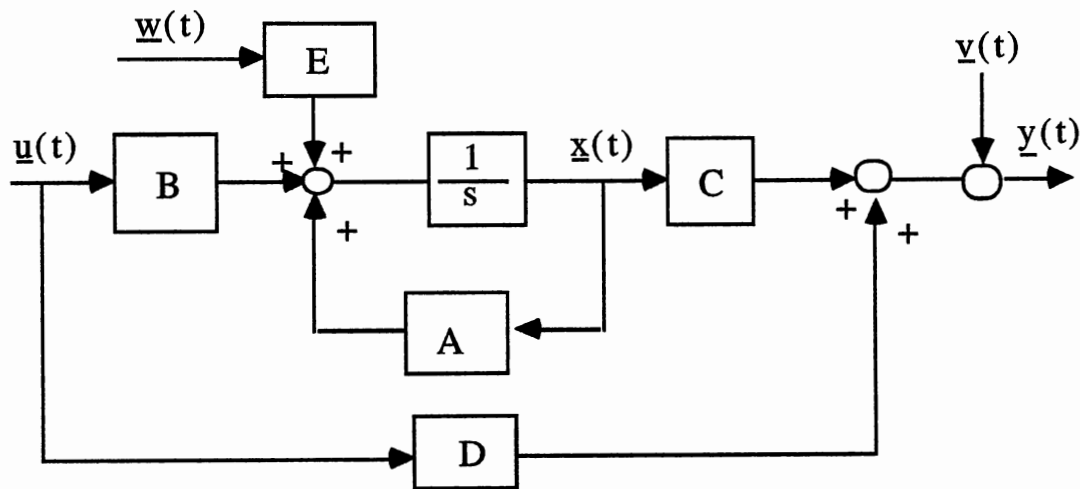 w(t)
E
v(t)
u(t)
B
+
+
1
s
x(t)
C
y(t)
+
+
+
A
D